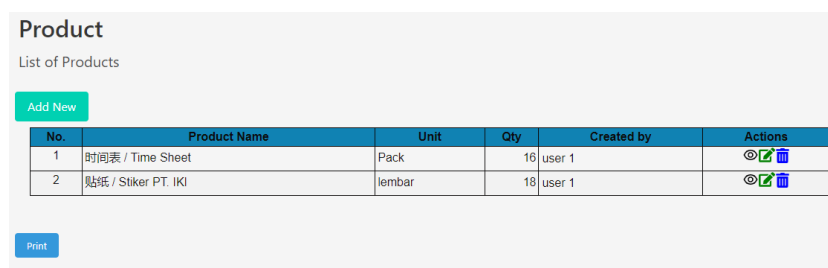 Product
List of Products
Add New
No. Product Name Unit Qty Created by Actions
1 时间表 / Time Sheet Pack 16 user 1
2 贴纸 / Stiker PT. IKI lembar 18 user 1
Print